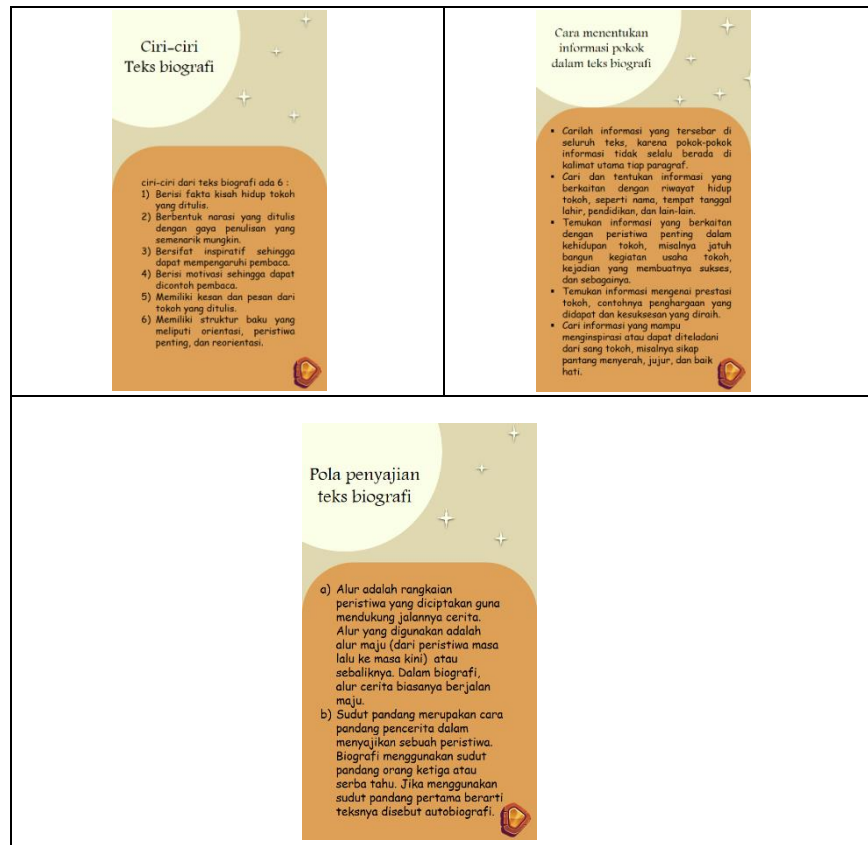 Ciri-ciri
Teks biografi
ciri-ciri dari teks biografi ada 6 :
1) Berisi fakta kisah hidup tokoh
yang ditulis.
2) Berbentuk narasi yang ditulis
dengan gaya penulisan yang
semenarik mungkin.
3) Bersifat inspiratif sehingga
dapat mempengaruhi pembaca.
4) Berisi motivasi sehingga dapat
dicontoh pembaca.
5) Memiliki kesan dan pesan dari
tokoh yang ditulis.
6) Memiliki struktur baku yang
meliputi orientasi, peristiwa
penting, dan reorientasi.
Cara menentukan
informasi pokok
dalam teks biografi
• Carilah informasi yang tersebar di
seluruh teks, karena pokok-pokok
informasi tidak selalu berada di
kalimat utama tiap paragraf.
• Cari dan tentukan informasi yang
berkaitan dengan riwayat hidup
tokoh, seperti nama, tempat tanggal
lahir, pendidikan, dan lain-lain.
• Temukan informasi yang berkaitan
dengan peristiwa penting dalam
kehidupan tokoh, misalnya jatuh
bangun kegiatan usaha tokoh,
kejadian yang membuatnya sukses,
dan sebagainya.
• Temukan informasi mengenai prestasi
tokoh, contohnya penghargaan yang
didapat dan kesuksesan yang diraih.
• Cari informasi yang mampu
menginspirasi atau dapat diteladani
dari sang tokoh, misalnya sikap
pantang menyerah, jujur, dan baik
hati.
Pola penyajian
teks biografi
a) Alur adalah rangkaian
peristiwa yang diciptakan guna
mendukung jalannya cerita.
Alur yang digunakan adalah
alur maju (dari peristiwa masa
lalu ke masa kini) atau
sebaliknya. Dalam biografi,
alur cerita biasanya berjalan
maju.
b) Sudut pandang merupakan cara
pandang pencerita dalam
menyajikan sebuah peristiwa.
Biografi menggunakan sudut
pandang orang ketiga atau
serba tahu. Jika menggunakan
sudut pandang pertama berarti
teksnya disebut autobiografi.